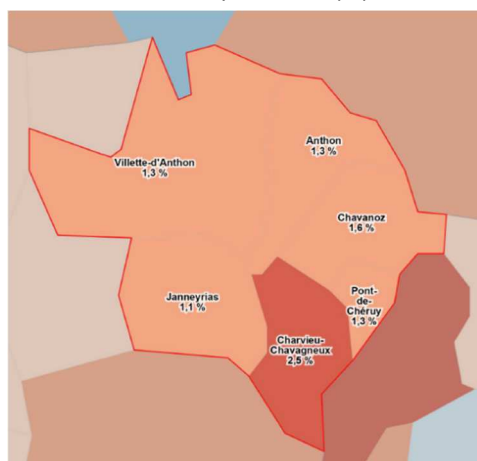 Anthon
1,3 %
Villette-d'Anthon
1,3 %
Chavanoz
1,6 %
Janneyrias
1,1 %
Pont-
de-
Chéruy
1,3 %
Charvieu-
Chavagneux
2,5 %